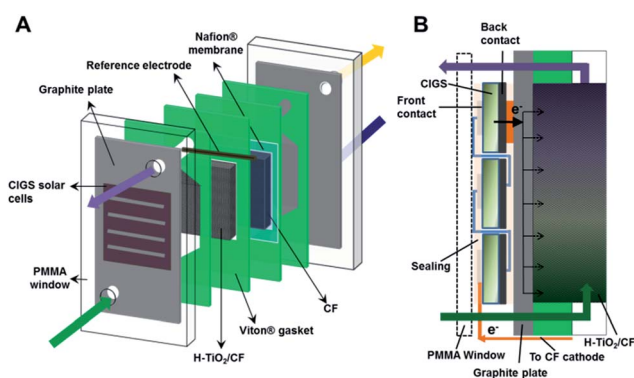 A
Nafion®
membrane
Reference electrode
Graphite plate
CIGS solar
cells
PMMA
window
CF
Viton® gasket
H-TiO₂/CF
B
Back
contact
CIGS
Front
contact
e⁻
Sealing
e⁻
H-TiO₂/CF
PMMA Window
To CF cathode
Graphite plate